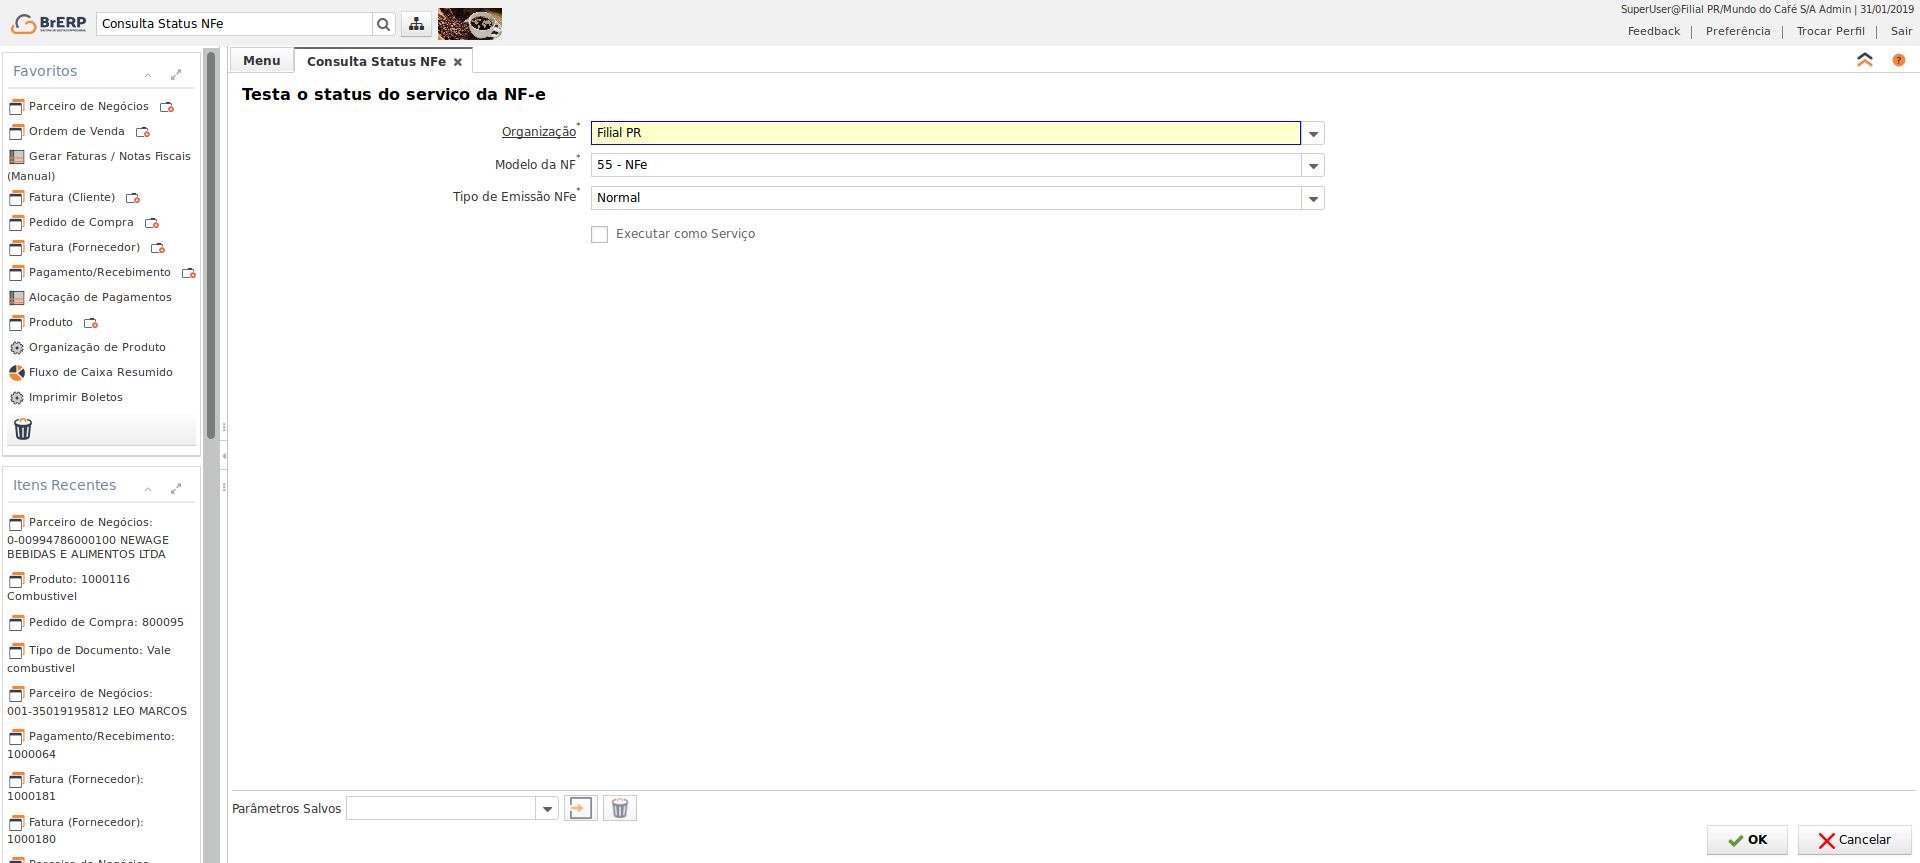 BrERP
Consulta Status NFe
SuperUser@Filial PR/Mundo do Café S/A Admin | 31/01/2019
Feedback | Preferência | Trocar Perfil | Sair
Favoritos
Parceiro de Negócios
Ordem de Venda
Gerar Faturas / Notas Fiscais
(Manual)
Fatura (Cliente)
Pedido de Compra
Fatura (Fornecedor)
Pagamento/Recebimento
Alocação de Pagamentos
Produto
Organização de Produto
Fluxo de Caixa Resumido
Imprimir Boletos
Itens Recentes
Parceiro de Negócios:
0-00994786000100 NEWAGE
BEBIDAS E ALIMENTOS LTDA
Produto: 1000116
Combustivel
Pedido de Compra: 800095
Tipo de Documento: Vale
combustivel
Parceiro de Negócios:
001-35019195812 LEO MARCOS
Pagamento/Recebimento:
1000064
Fatura (Fornecedor):
1000181
Fatura (Fornecedor):
1000180
Parceiro de Negócios
Menu
Consulta Status NFe
Testa o status do serviço da NF-e
Organização* Filial PR
Modelo da NF* 55 - NFe
Tipo de Emissão NFe* Normal
Executar como Serviço
Parâmetros Salvos
OK
Cancelar